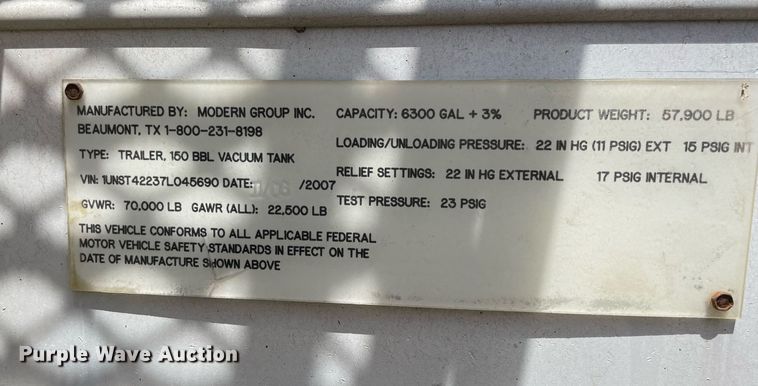 MANUFACTURED BY: MODERN GROUP INC.
BEAUMONT, TX 1-800-231-8198
TYPE: TRAILER, 150 BBL VACUUM TANK
VIN: 1UNST42237L045690 DATE: 11/06 /2007
GVWR: 70,000 LB GAWR (ALL): 22,500 LB
THIS VEHICLE CONFORMS TO ALL APPLICABLE FEDERAL
MOTOR VEHICLE SAFETY STANDARDS IN EFFECT ON THE
DATE OF MANUFACTURE SHOWN ABOVE
CAPACITY: 6300 GAL + 3% PRODUCT WEIGHT: 57,900 LB
LOADING/UNLOADING PRESSURE: 22 IN HG (11 PSIG) EXT 15 PSIG INT
RELIEF SETTINGS: 22 IN HG EXTERNAL 17 PSIG INTERNAL
TEST PRESSURE: 23 PSIG
Purple Wave Auction